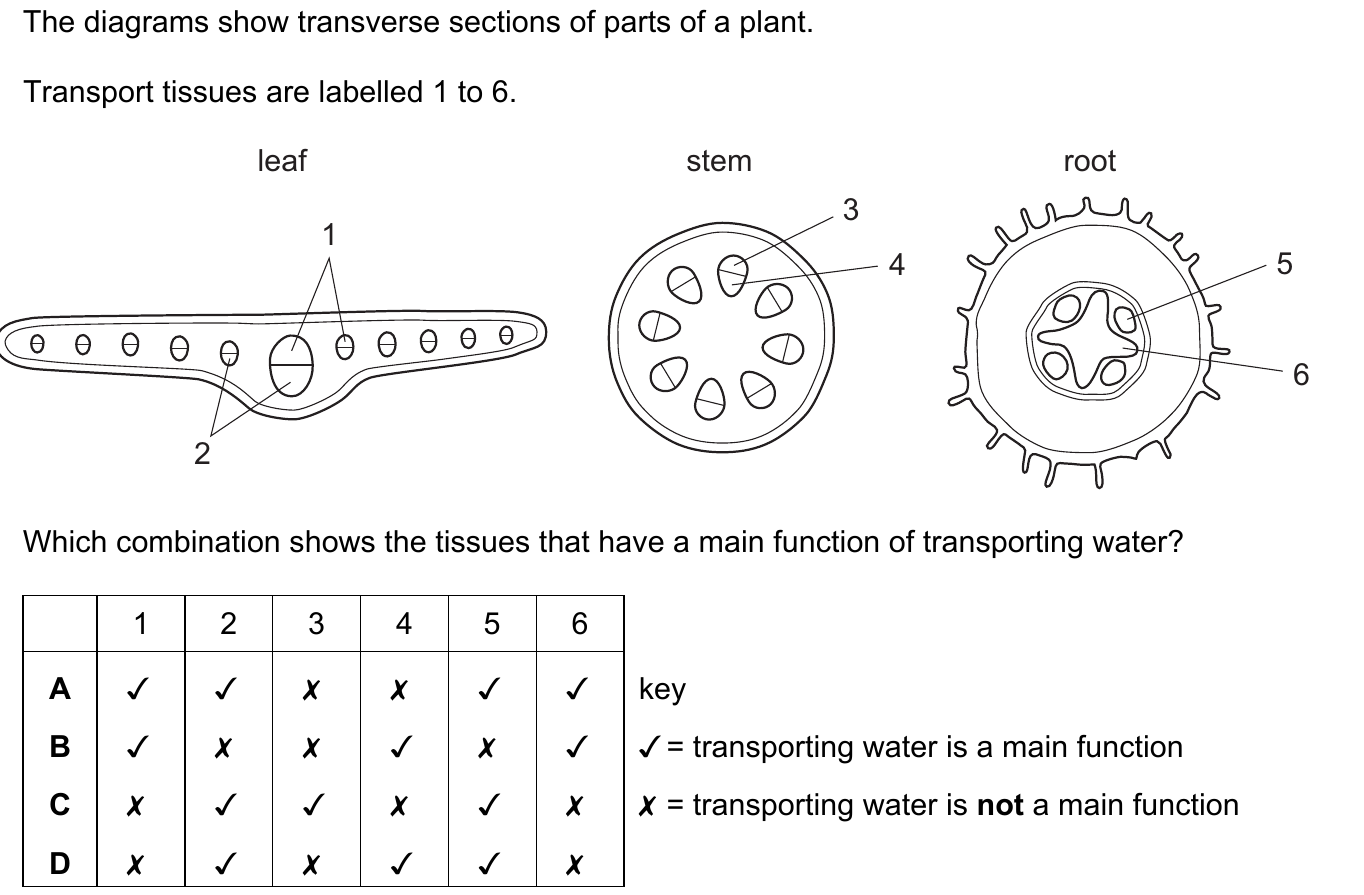 The diagrams show transverse sections of parts of a plant.
Transport tissues are labelled 1 to 6.
leaf stem root
1
3
4
5
6
2
Which combination shows the tissues that have a main function of transporting water?
1 2 3 4 5 6
A ✓ ✓ ✗ ✗ ✓ ✓ key
B ✓ ✗ ✗ ✓ ✗ ✓ ✓ = transporting water is a main function
C ✗ ✓ ✓ ✗ ✓ ✗ ✗ = transporting water is not a main function
D ✗ ✓ ✗ ✓ ✓ ✗